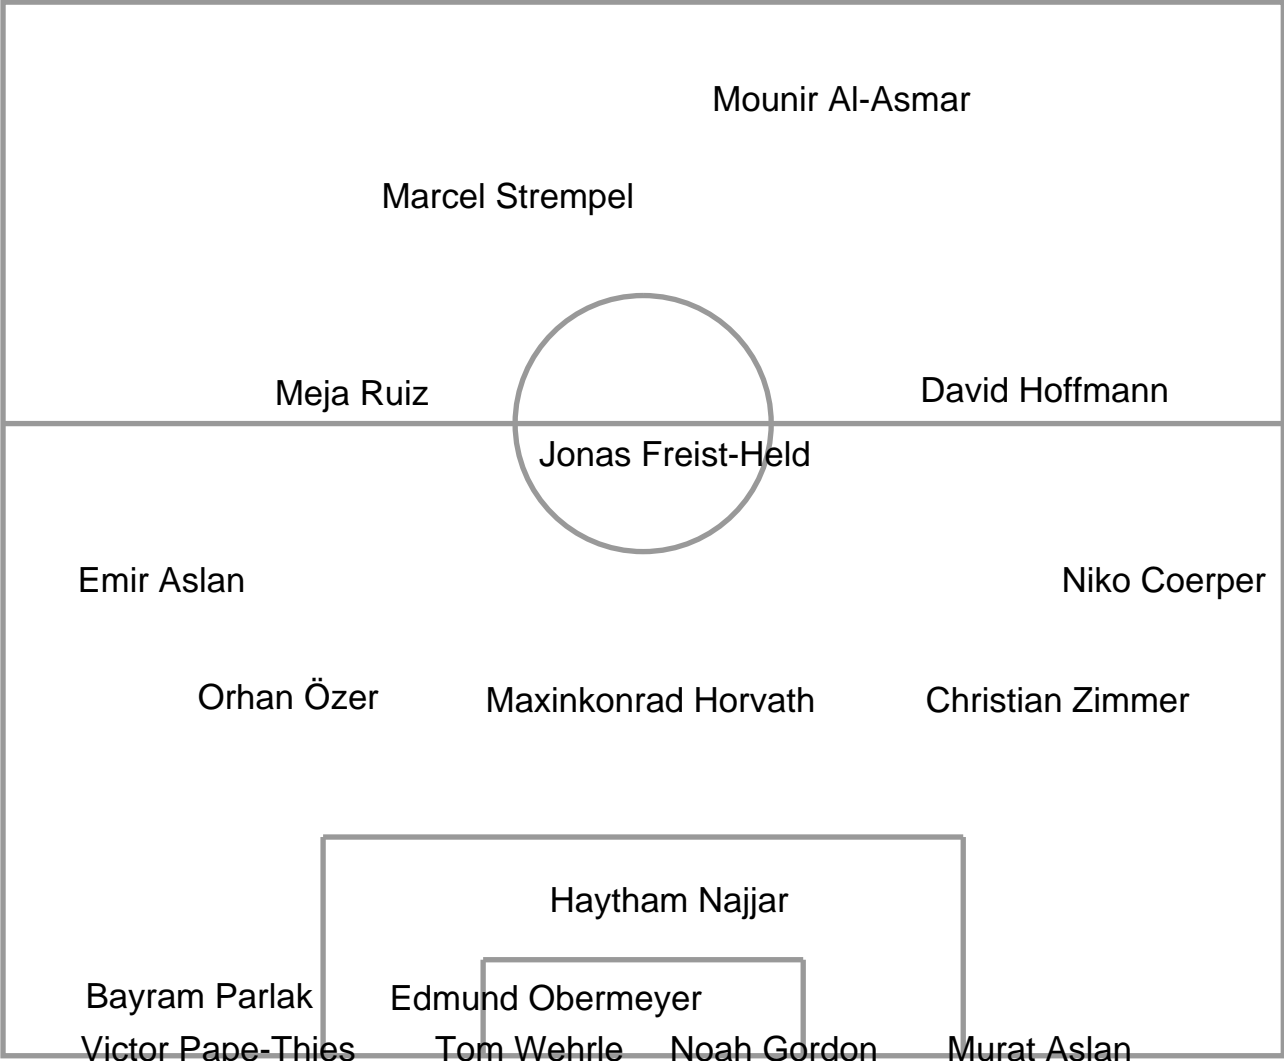 Mounir Al-Asmar
Marcel Strempel
Meja Ruiz
David Hoffmann
Jonas Freist-Held
Emir Aslan
Niko Coerper
Orhan Özer
Maxinkonrad Horvath
Christian Zimmer
Haytham Najjar
Bayram Parlak
Edmund Obermeyer
Victor Pape-Thies
Tom Wehrle
Noah Gordon
Murat Aslan